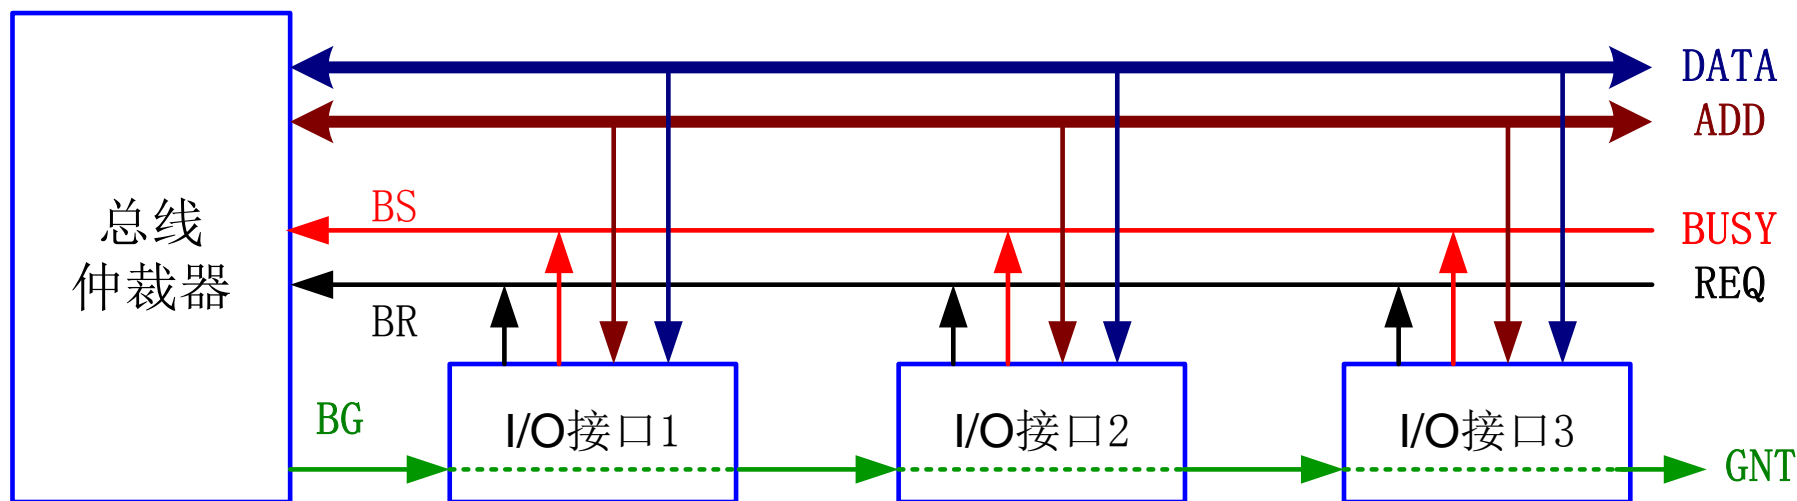 DATA
ADD
总线
仲裁器
BS
BUSY
REQ
BR
BG
I/O接口1
I/O接口2
I/O接口3
GNT